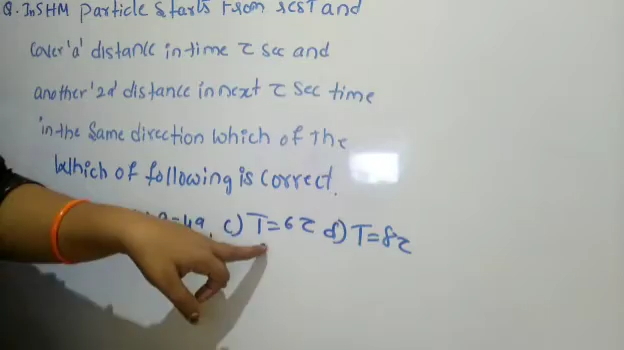 Q. In SHM particle starts from rest and
cover 'a' distance in time τ sec and
another '2a' distance in next τ sec time
in the same direction which of the
Which of following is correct.
=4a, c) T=6τ d) T=8τ